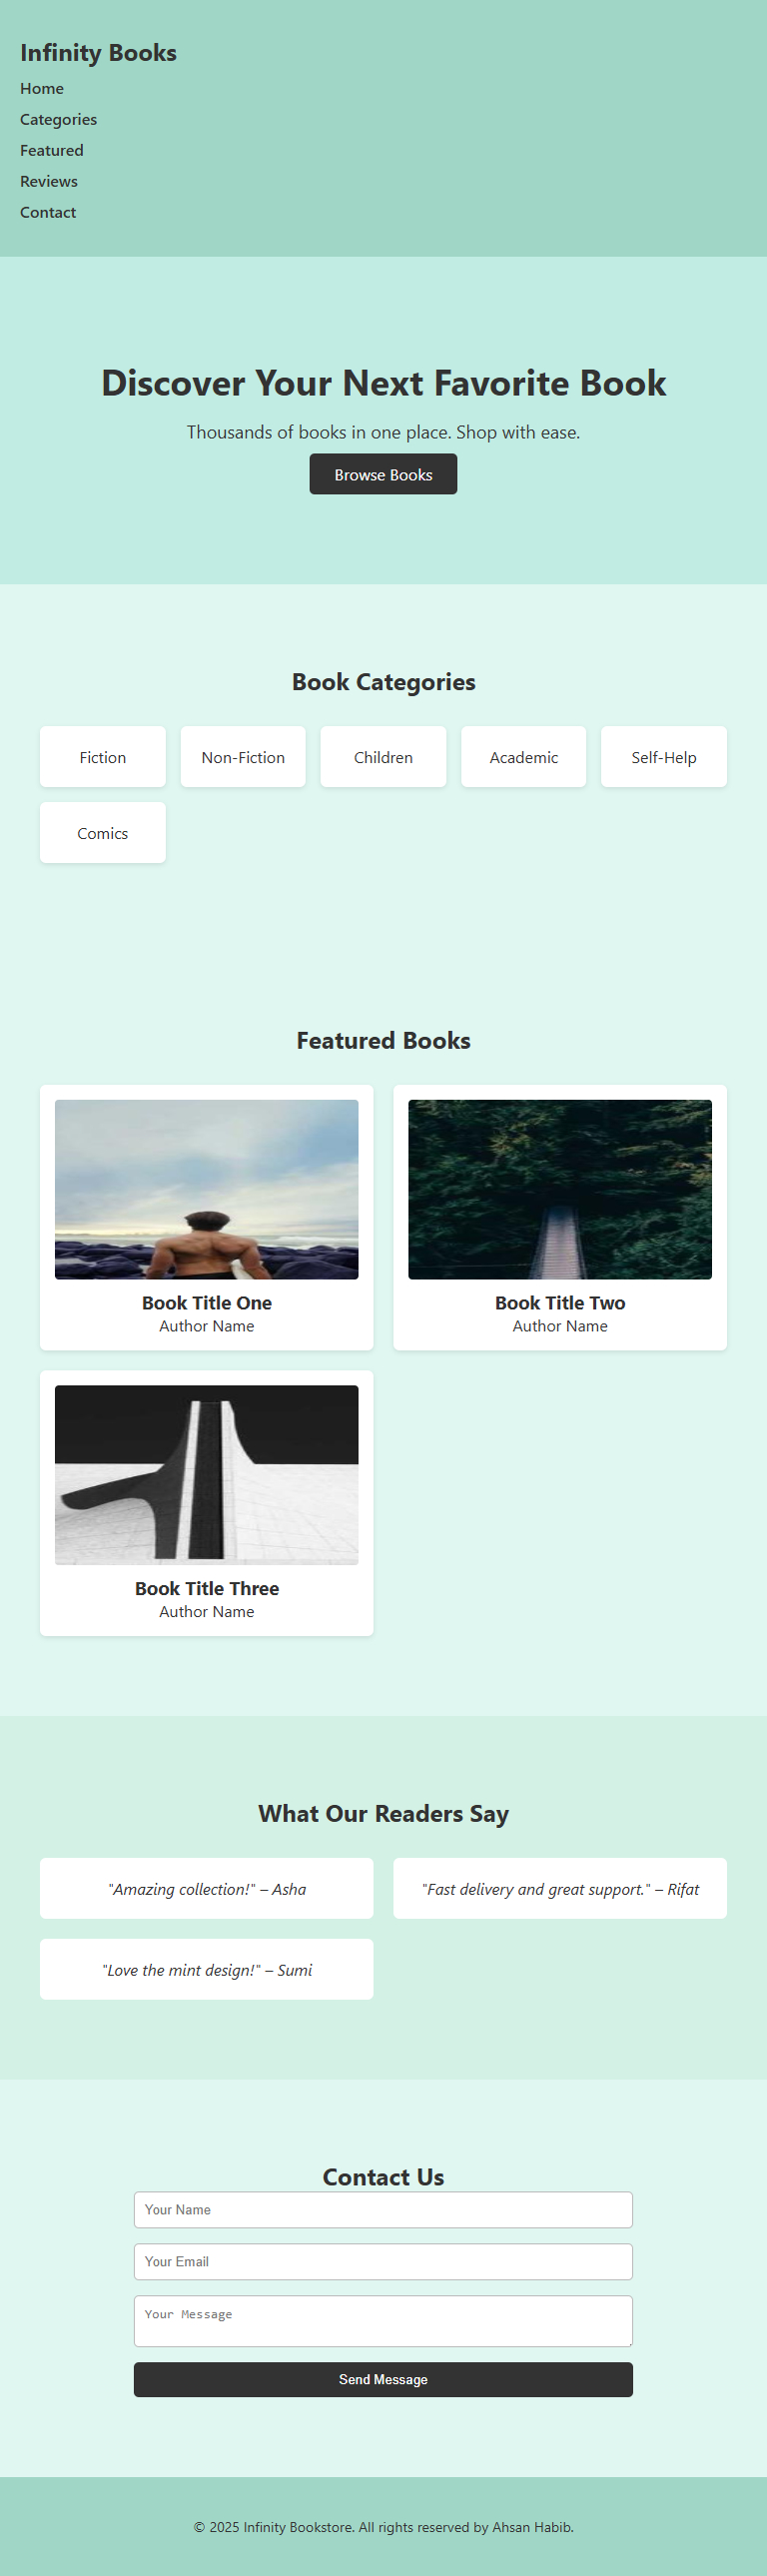 Infinity Books
Home
Categories
Featured
Reviews
Contact
Discover Your Next Favorite Book
Thousands of books in one place. Shop with ease.
Browse Books
Book Categories
Fiction
Non-Fiction
Children
Academic
Self-Help
Comics
Featured Books
Book Title One
Author Name
Book Title Two
Author Name
Book Title Three
Author Name
What Our Readers Say
"Amazing collection!" – Asha
"Fast delivery and great support." – Rifat
"Love the mint design!" – Sumi
Contact Us
Your Name
Your Email
Your Message
Send Message
© 2025 Infinity Bookstore. All rights reserved by Ahsan Habib.